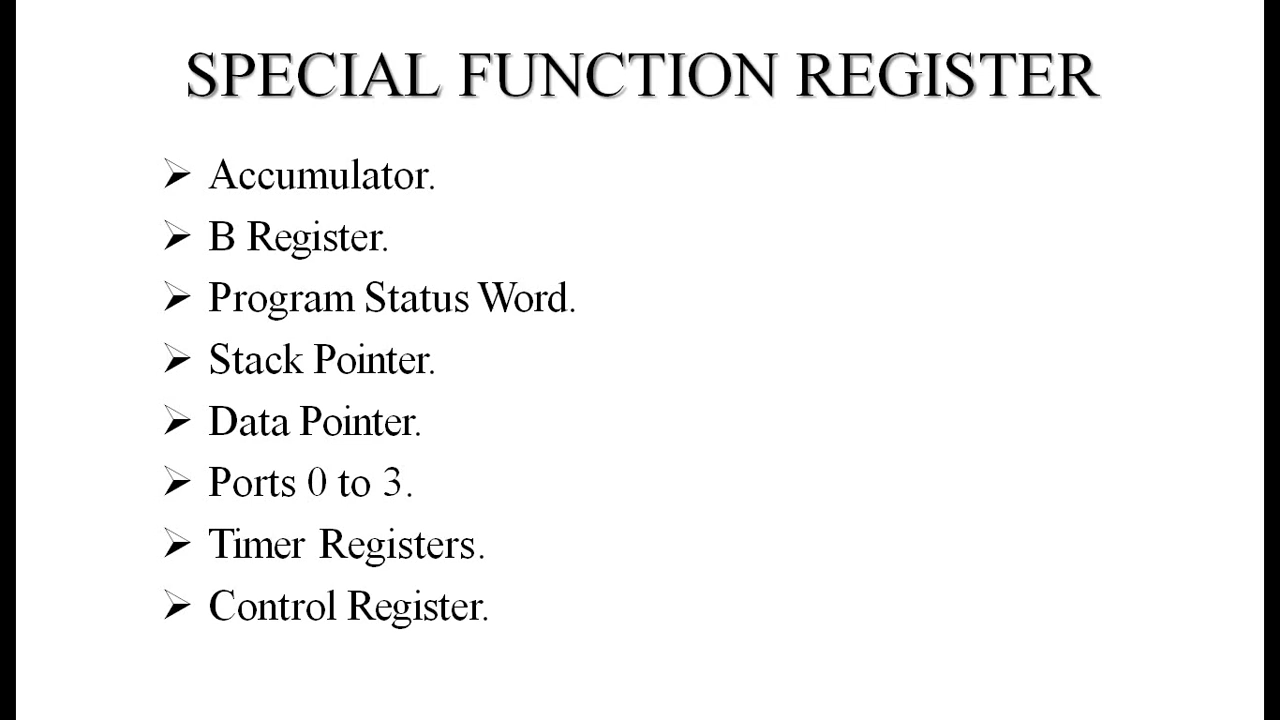 SPECIAL FUNCTION REGISTER
➢ Accumulator.
➢ B Register.
➢ Program Status Word.
➢ Stack Pointer.
➢ Data Pointer.
➢ Ports 0 to 3.
➢ Timer Registers.
➢ Control Register.